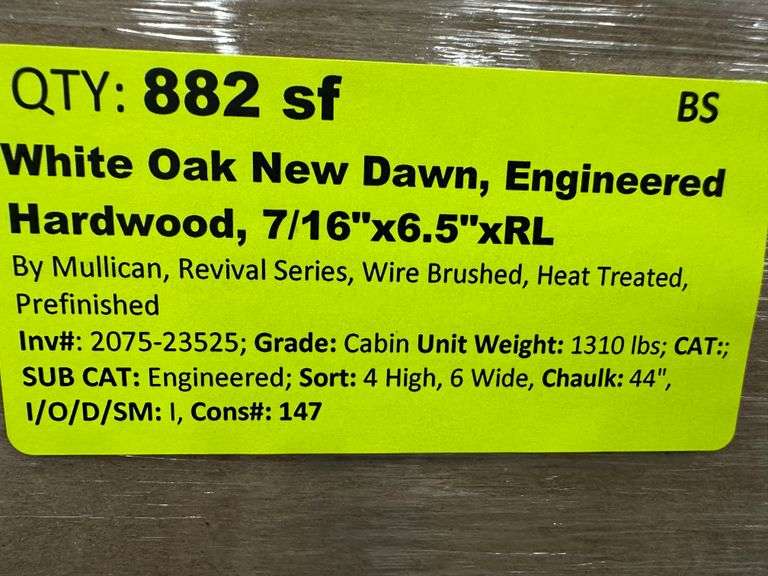 QTY: 882 sf BS
White Oak New Dawn, Engineered
Hardwood, 7/16"x6.5"xRL
By Mullican, Revival Series, Wire Brushed, Heat Treated,
Prefinished
Inv#: 2075-23525; Grade: Cabin Unit Weight: 1310 lbs; CAT:;
SUB CAT: Engineered; Sort: 4 High, 6 Wide, Chaulk: 44",
I/O/D/SM: I, Cons#: 147